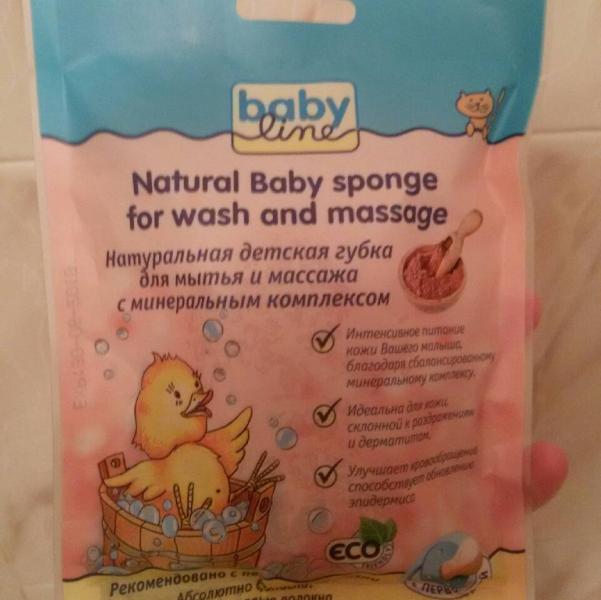 baby
line
Natural Baby sponge
for wash and massage
Натуральная детская губка
для мытья и массажа
с минеральным комплексом
Интенсивное питание
кожи Вашего малыша,
благодаря сбалансированному
минеральному комплексу.
Идеальна для кожи,
склонной к раздражениям
и дерматитам.
Улучшает кровообращение
способствует обновлению
эпидермиса
ECO
FRIENDLY
Рекомендовано с
Абсолютно
волокна